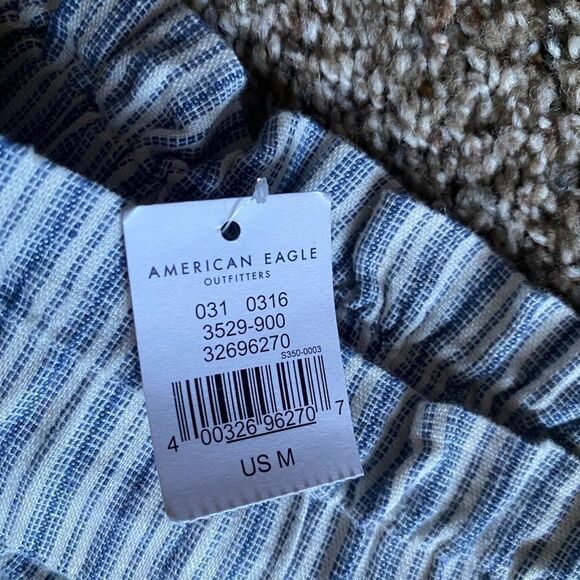 AMERICAN EAGLE
OUTFITTERS
031 0316
3529-900
32696270
S350-0003
4 00326 96270 7
US M